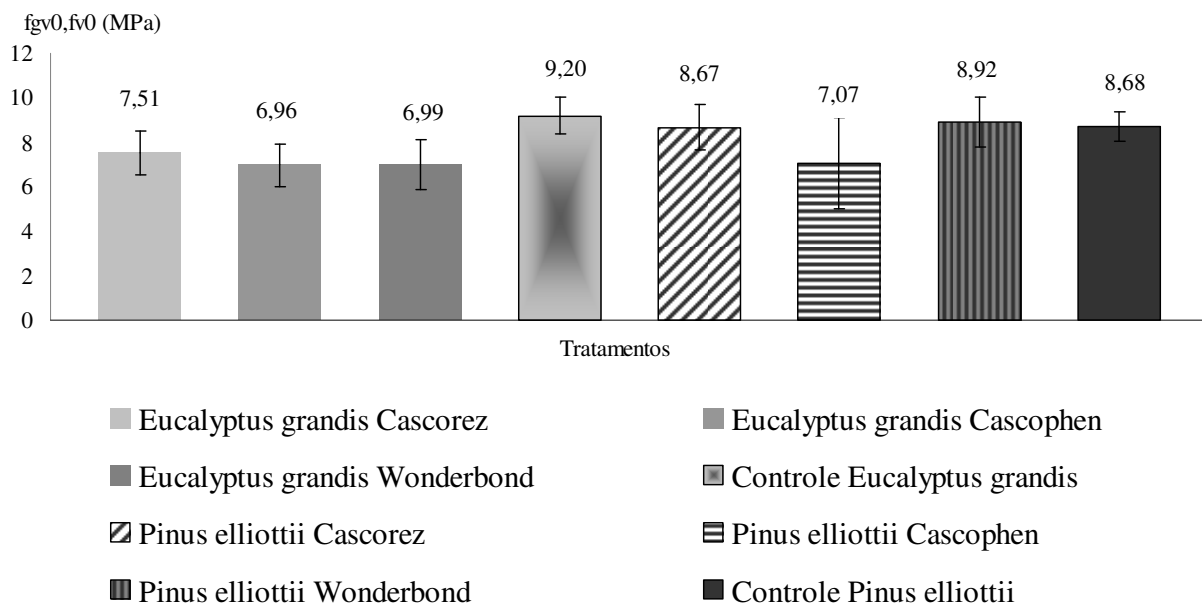 fgv0,fv0 (MPa)
12
10
8
6
4
2
0
7,51
6,96
6,99
9,20
8,67
7,07
8,92
8,68
Tratamentos
Eucalyptus grandis Cascorez
Eucalyptus grandis Cascophen
Eucalyptus grandis Wonderbond
Controle Eucalyptus grandis
Pinus elliottii Cascorez
Pinus elliottii Cascophen
Pinus elliottii Wonderbond
Controle Pinus elliottii